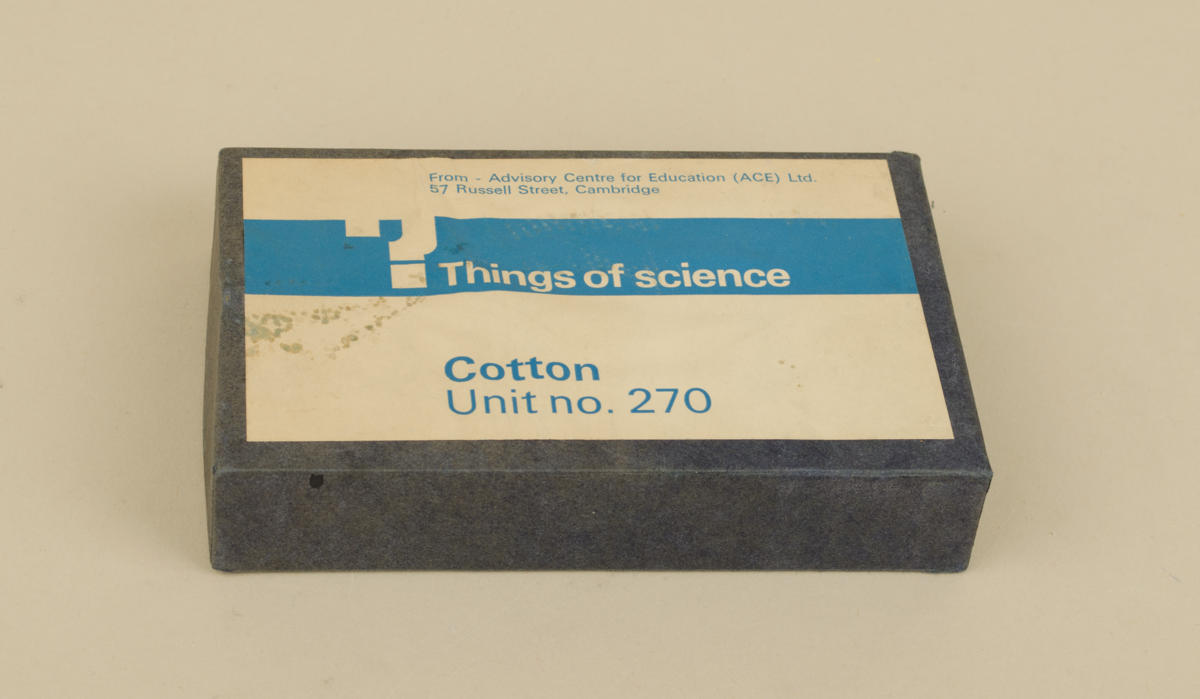 From - Advisory Centre for Education (ACE) Ltd.
57 Russell Street, Cambridge
? Things of science
Cotton
Unit no. 270